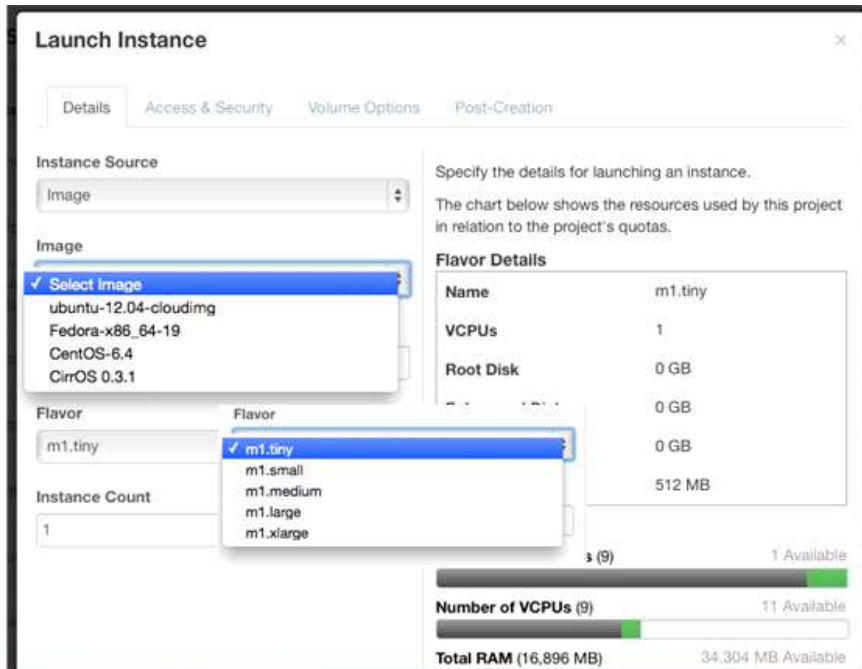 Launch Instance
×
Details Access & Security Volume Options Post-Creation
Instance Source
Image
Image
✓ Select Image
ubuntu-12.04-cloudimg
Fedora-x86_64-19
CentOS-6.4
CirrOS 0.3.1
Flavor
m1.tiny
Flavor
✓ m1.tiny
m1.small
m1.medium
m1.large
m1.xlarge
Instance Count
1
Specify the details for launching an instance.
The chart below shows the resources used by this project
in relation to the project's quotas.
Flavor Details
Name m1.tiny
VCPUs 1
Root Disk 0 GB
0 GB
0 GB
512 MB
(9) 1 Available
Number of VCPUs (9) 11 Available
Total RAM (16,896 MB) 34,304 MB Available